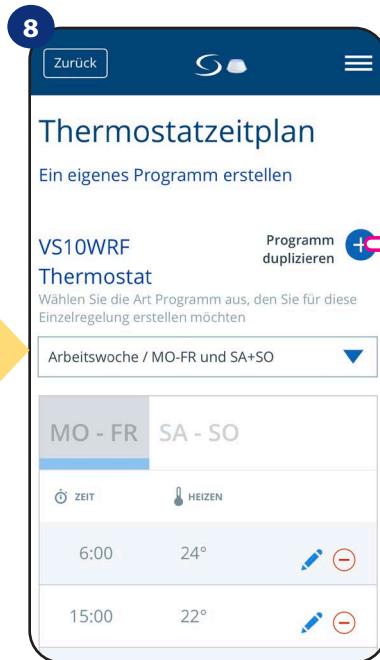 8
Zurück
Thermostatzeitplan
Ein eigenes Programm erstellen
VS10WRF
Thermostat
Programm
duplizieren
Wählen Sie die Art Programm aus, den Sie für diese
Einzelregelung erstellen möchten
Arbeitswoche / MO-FR und SA+SO
MO - FR SA - SO
ZEIT HEIZEN
6:00 24°
15:00 22°